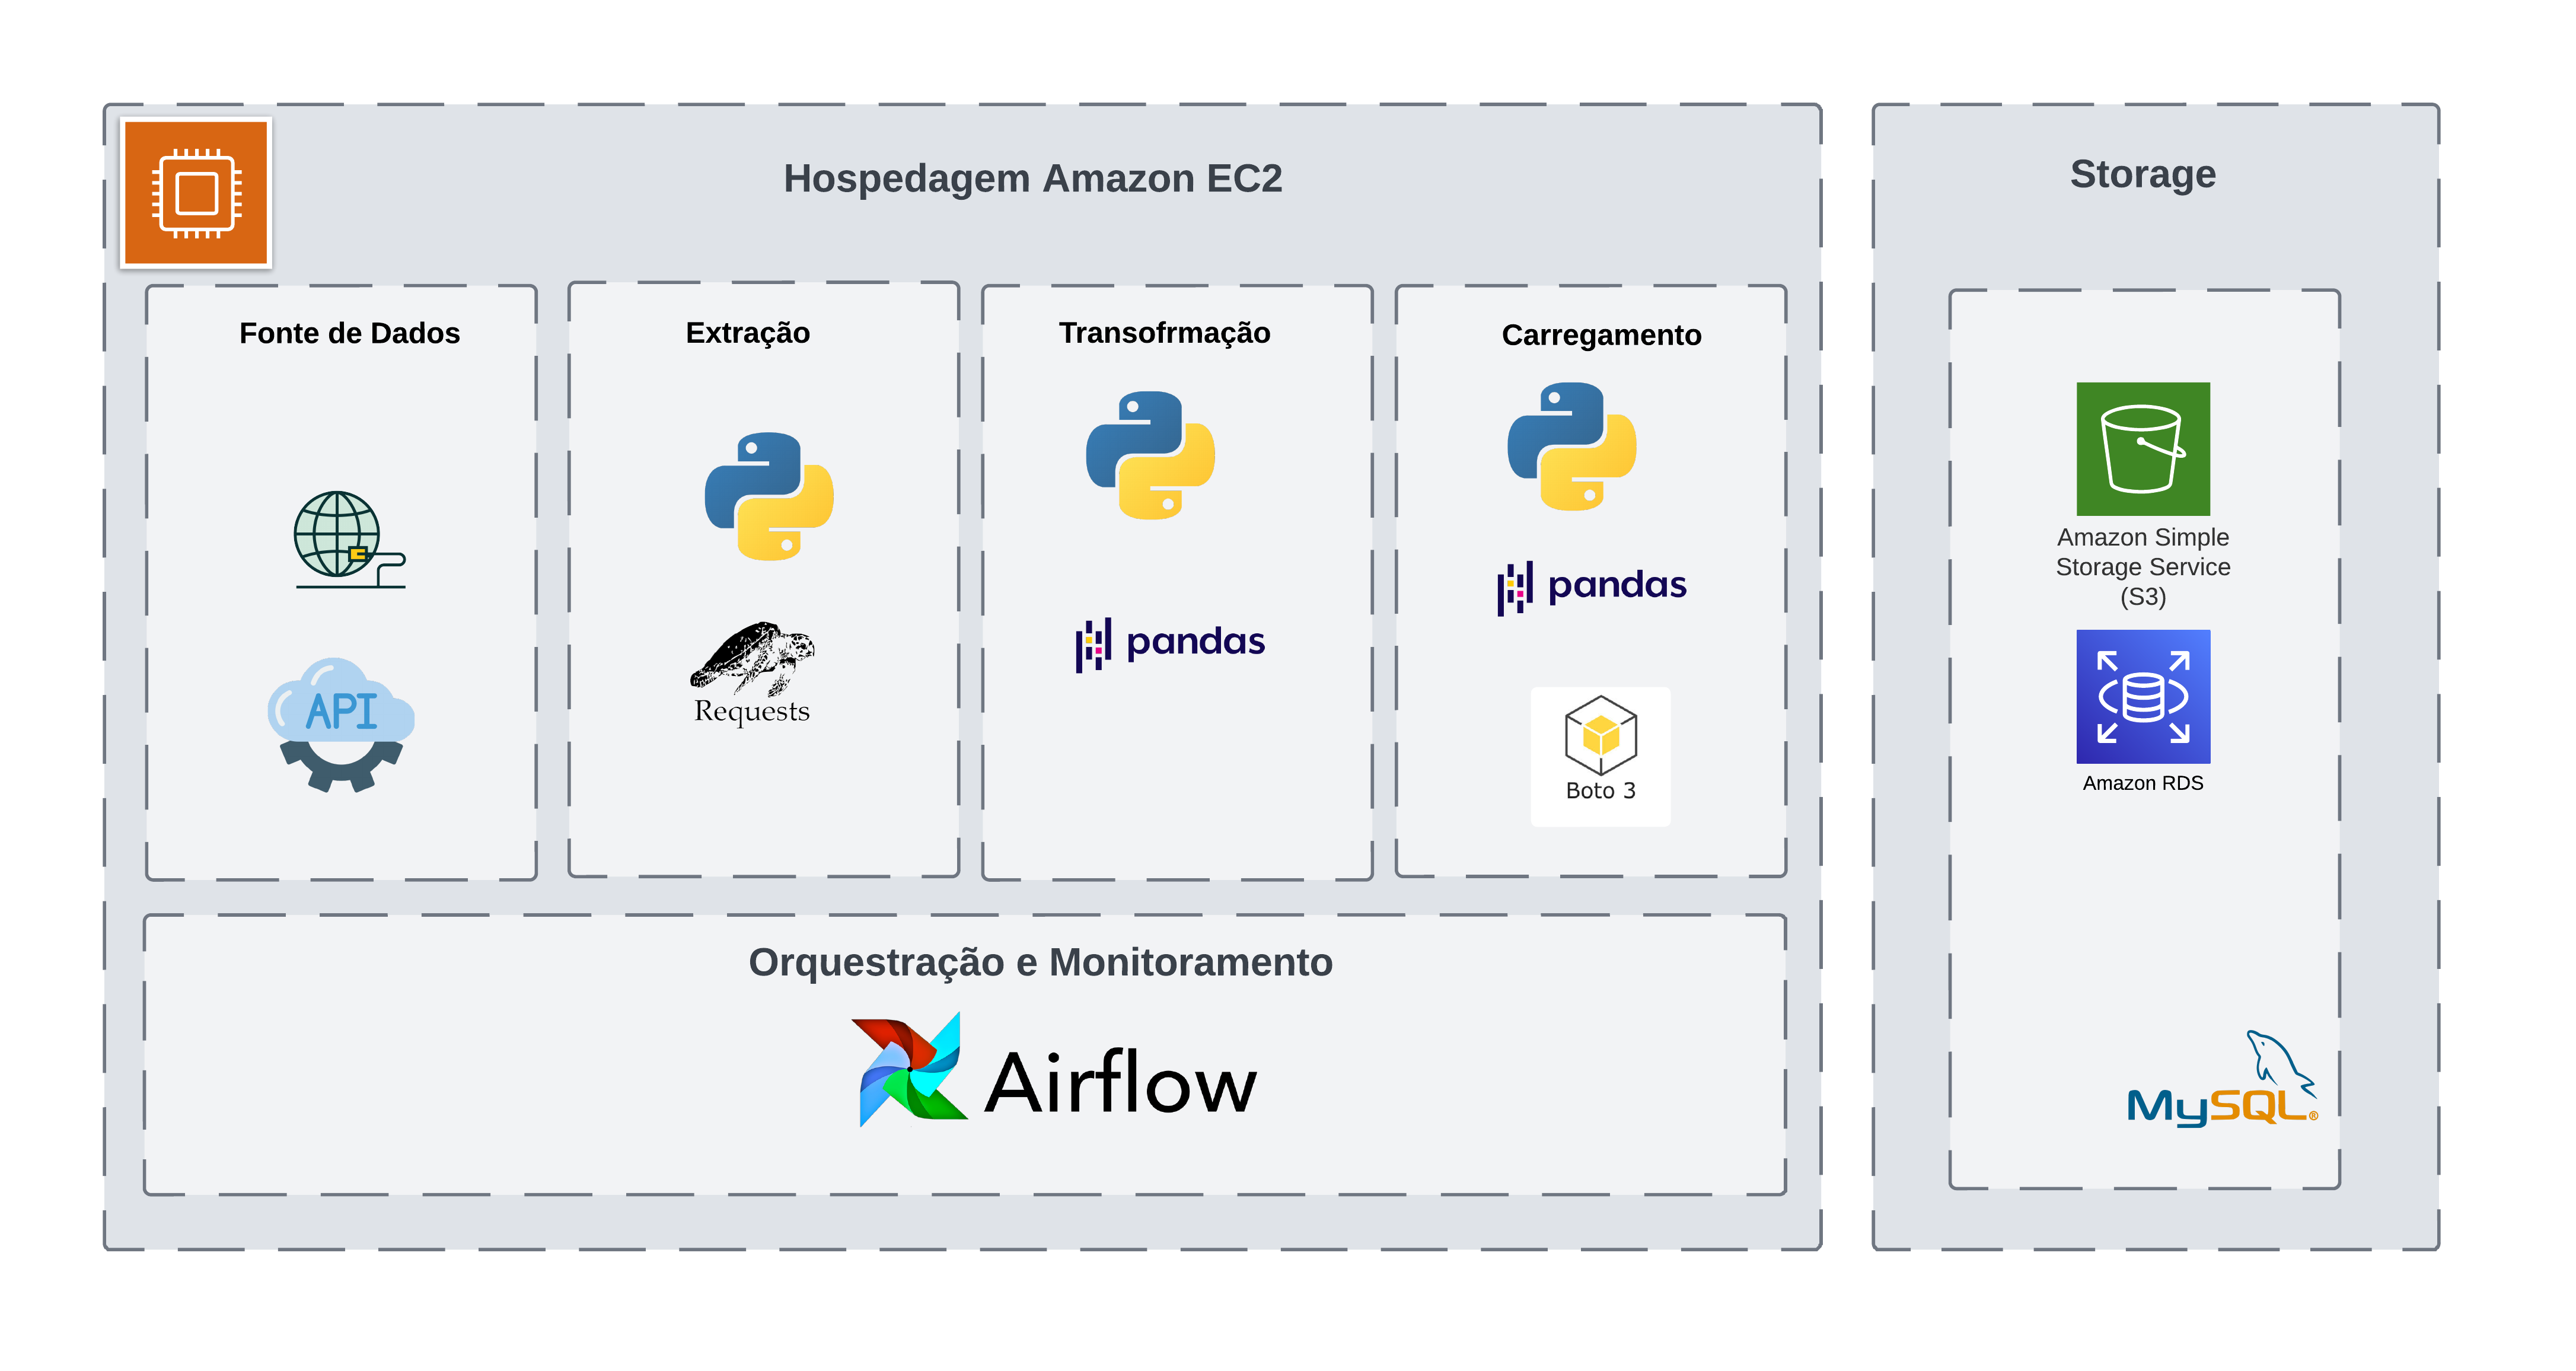 Hospedagem Amazon EC2
Storage
Fonte de Dados
Extração
Transofrmação
Carregamento
API
Requests
pandas
pandas
Boto 3
Amazon Simple
Storage Service
(S3)
Amazon RDS
MySQL®
Orquestração e Monitoramento
Airflow